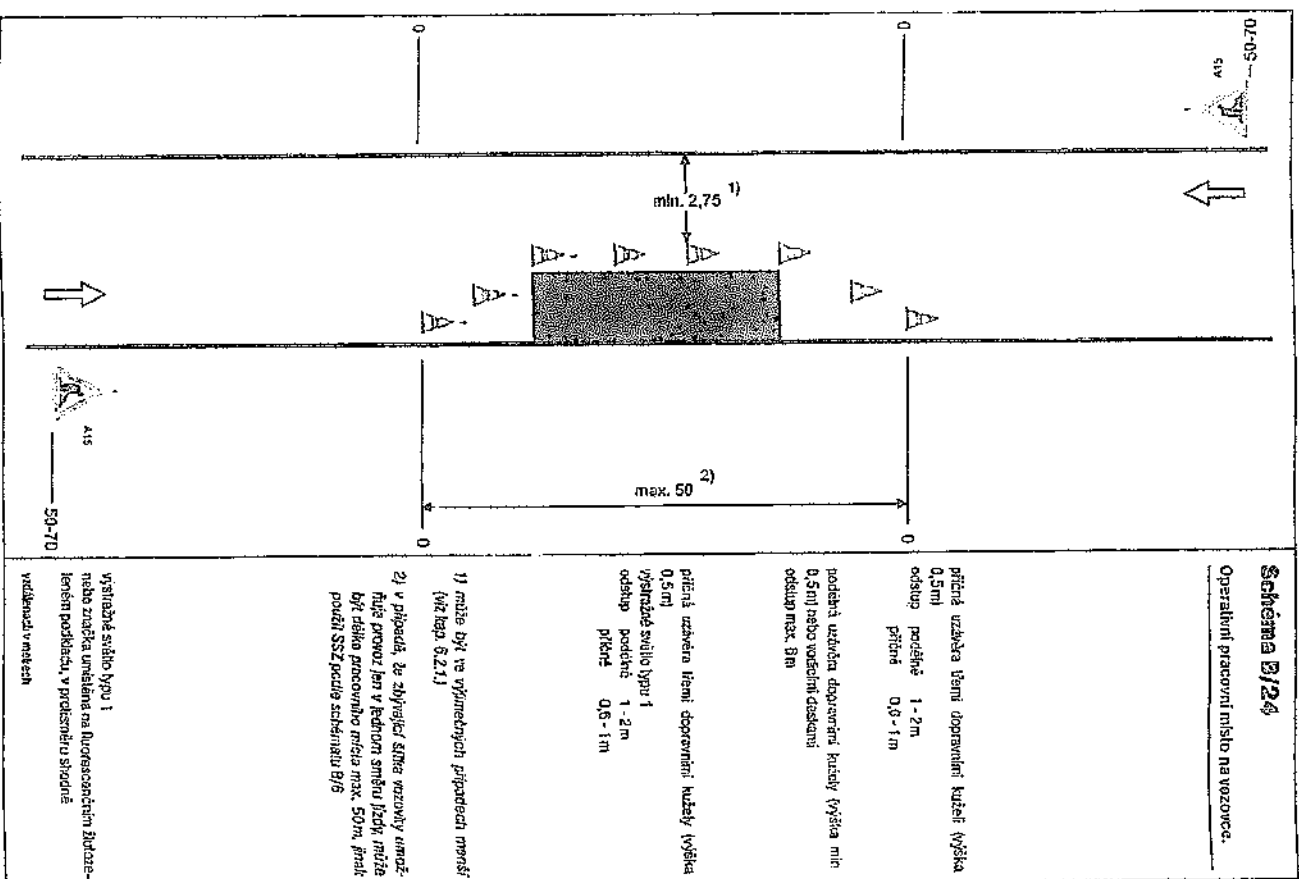 Schéma B/24
Operativní pracovní místo na vozovce.
příčná uzávěra třemi dopravními kuželi (výška
0,5m)
odstup podélně 1-2m
příčně 0,6-1m
podélná uzávěra dopravními kužely (výška min
0,5m) nebo vodícími deskami
odstup max. 8m
příčná uzávěra třemi dopravními kužely (výška
0,5m)
výstražné světlo typu 1
odstup podélně 1-2m
příčně 0,6-1m
1) může být ve výjimečných případech menší
(viz kap. 6.2.1.)
2) v případě, že zbývající šířka vozovky umož-
ňuje provoz jen v jednom směru jízdy, může
být délka pracovního místa max. 50m, jinak
použít SSZ podle schématu B/6
výstražné světlo typu 1
nebo značka umístěna na fluorescenčním žlutoze-
leném podkladu, v protisměru shodně
vzdálenosti v metrech
50-70
A15
0
0
min. 2,75 1)
max. 50 2)
0
0
A15
50-70